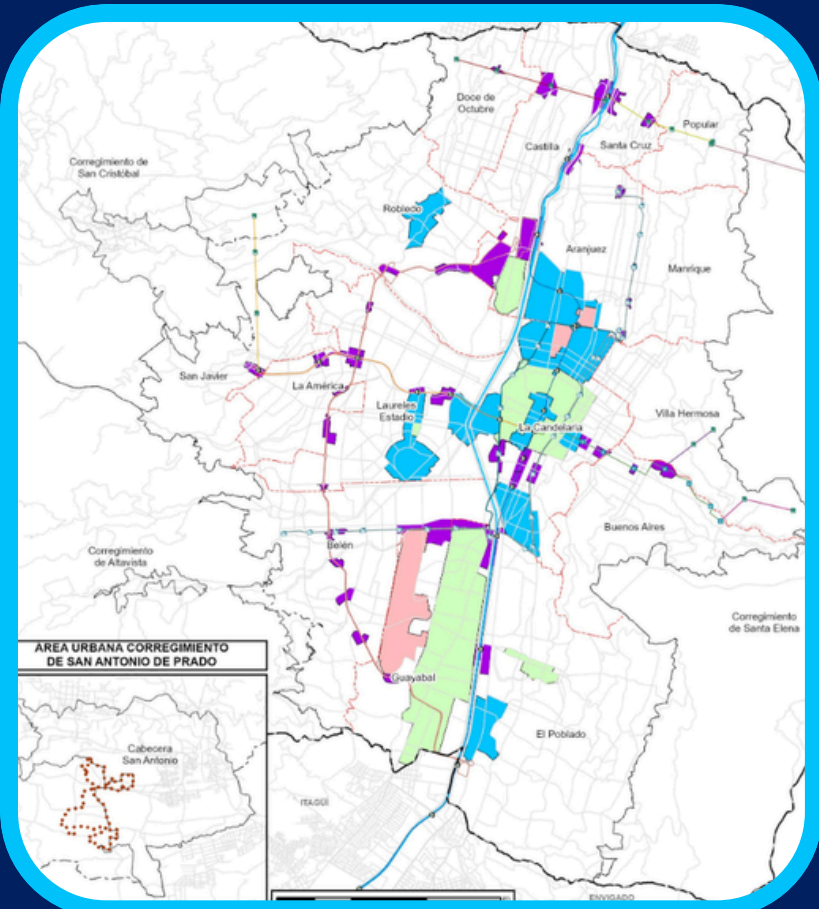 Doce de
Octubre
Popular
Castilla
Santa Cruz
Corregimiento de
San Cristóbal
Robledo
Aranjuez
Manrique
San Javier
La América
Laureles
Estadio
Villa Hermosa
La Candelaria
Buenos Aires
Belén
Corregimiento
de Altavista
Corregimiento
de Santa Elena
AREA URBANA CORREGIMIENTO
DE SAN ANTONIO DE PRADO
Guayabal
El Poblado
Cabecera
San Antonio
ITAGÜÍ
ENVIGADO